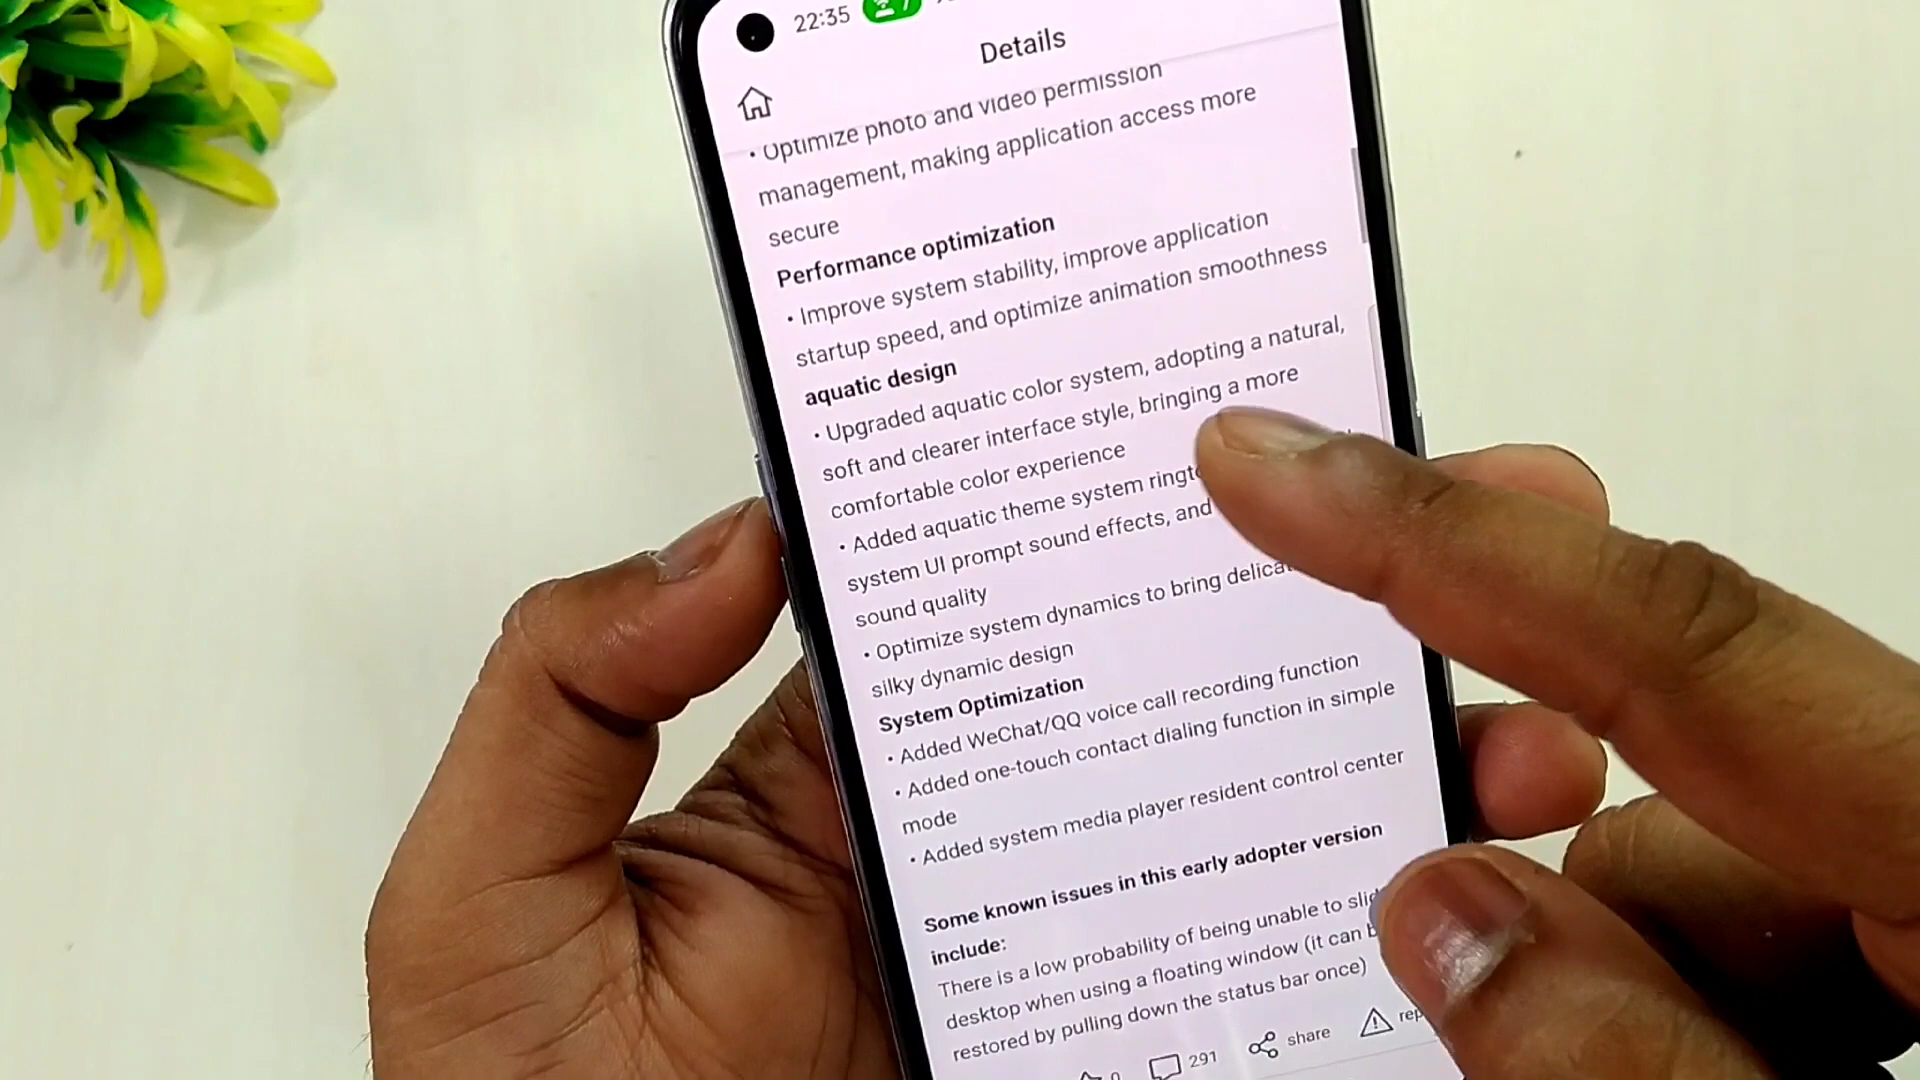 22:35
Details
• Optimize photo and video permission
management, making application access more
secure
Performance optimization
• Improve system stability, improve application
startup speed, and optimize animation smoothness
aquatic design
• Upgraded aquatic color system, adopting a natural,
soft and clearer interface style, bringing a more
comfortable color experience
• Added aquatic theme system
system UI prompt sound effects, and
sound quality
• Optimize system dynamics to bring
silky dynamic design
System Optimization
• Added WeChat/QQ voice call recording function
• Added one-touch contact dialing function in simple
mode
• Added system media player resident control center
Some known issues in this early adopter version
include:
There is a low probability of being unable to
desktop when using a floating window (it can
restored by pulling down the status bar once)
0 291 share